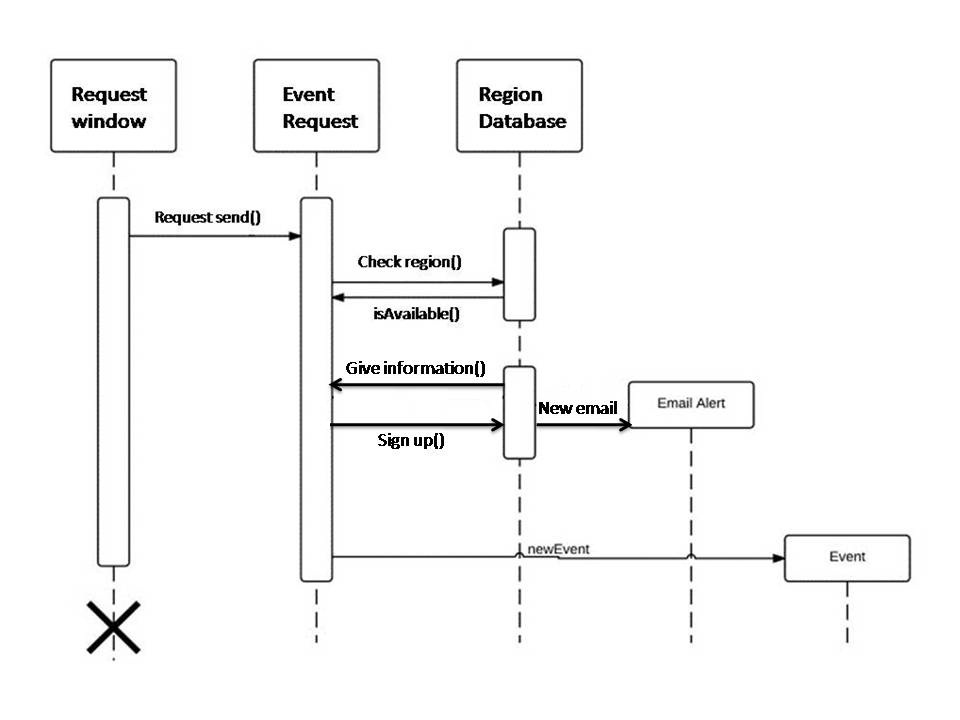 Request
window
Event
Request
Region
Database
Request send()
Check region()
isAvailable()
Give information()
New email
Email Alert
Sign up()
newEvent
Event